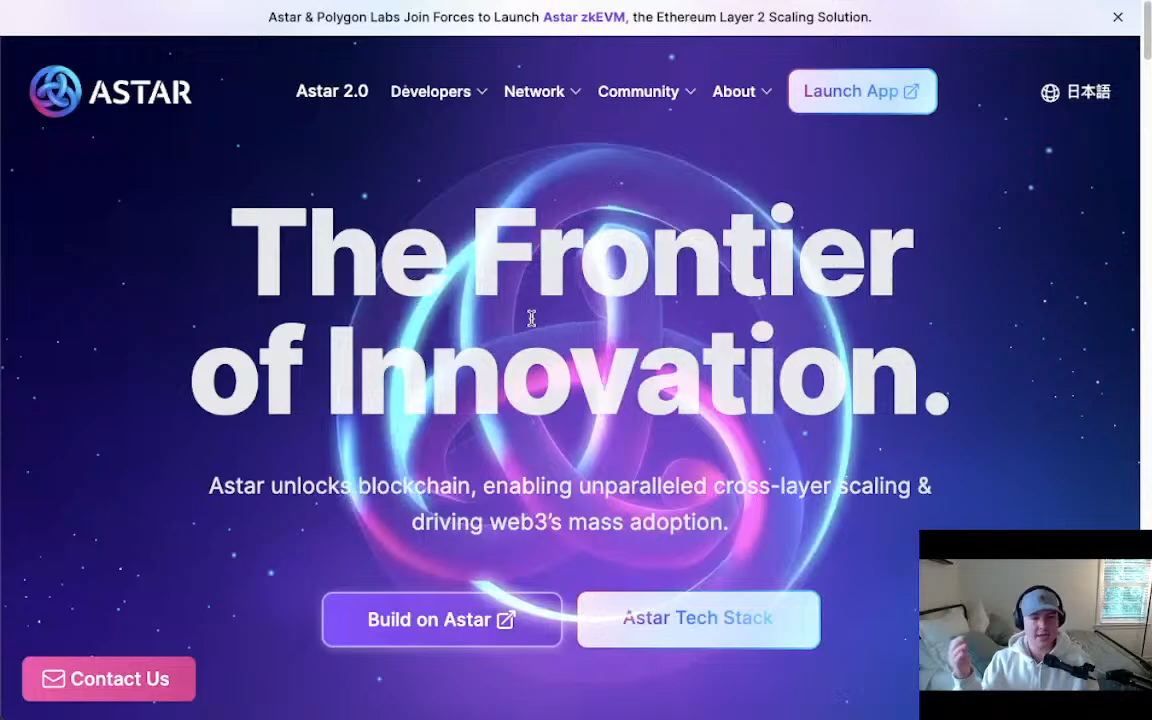 Astar & Polygon Labs Join Forces to Launch Astar zkEVM, the Ethereum Layer 2 Scaling Solution.
ASTAR
Astar 2.0 Developers Network Community About Launch App 日本語
The Frontier
of Innovation.
Astar unlocks blockchain, enabling unparalleled cross-layer scaling &
driving web3’s mass adoption.
Build on Astar
Astar Tech Stack
Contact Us